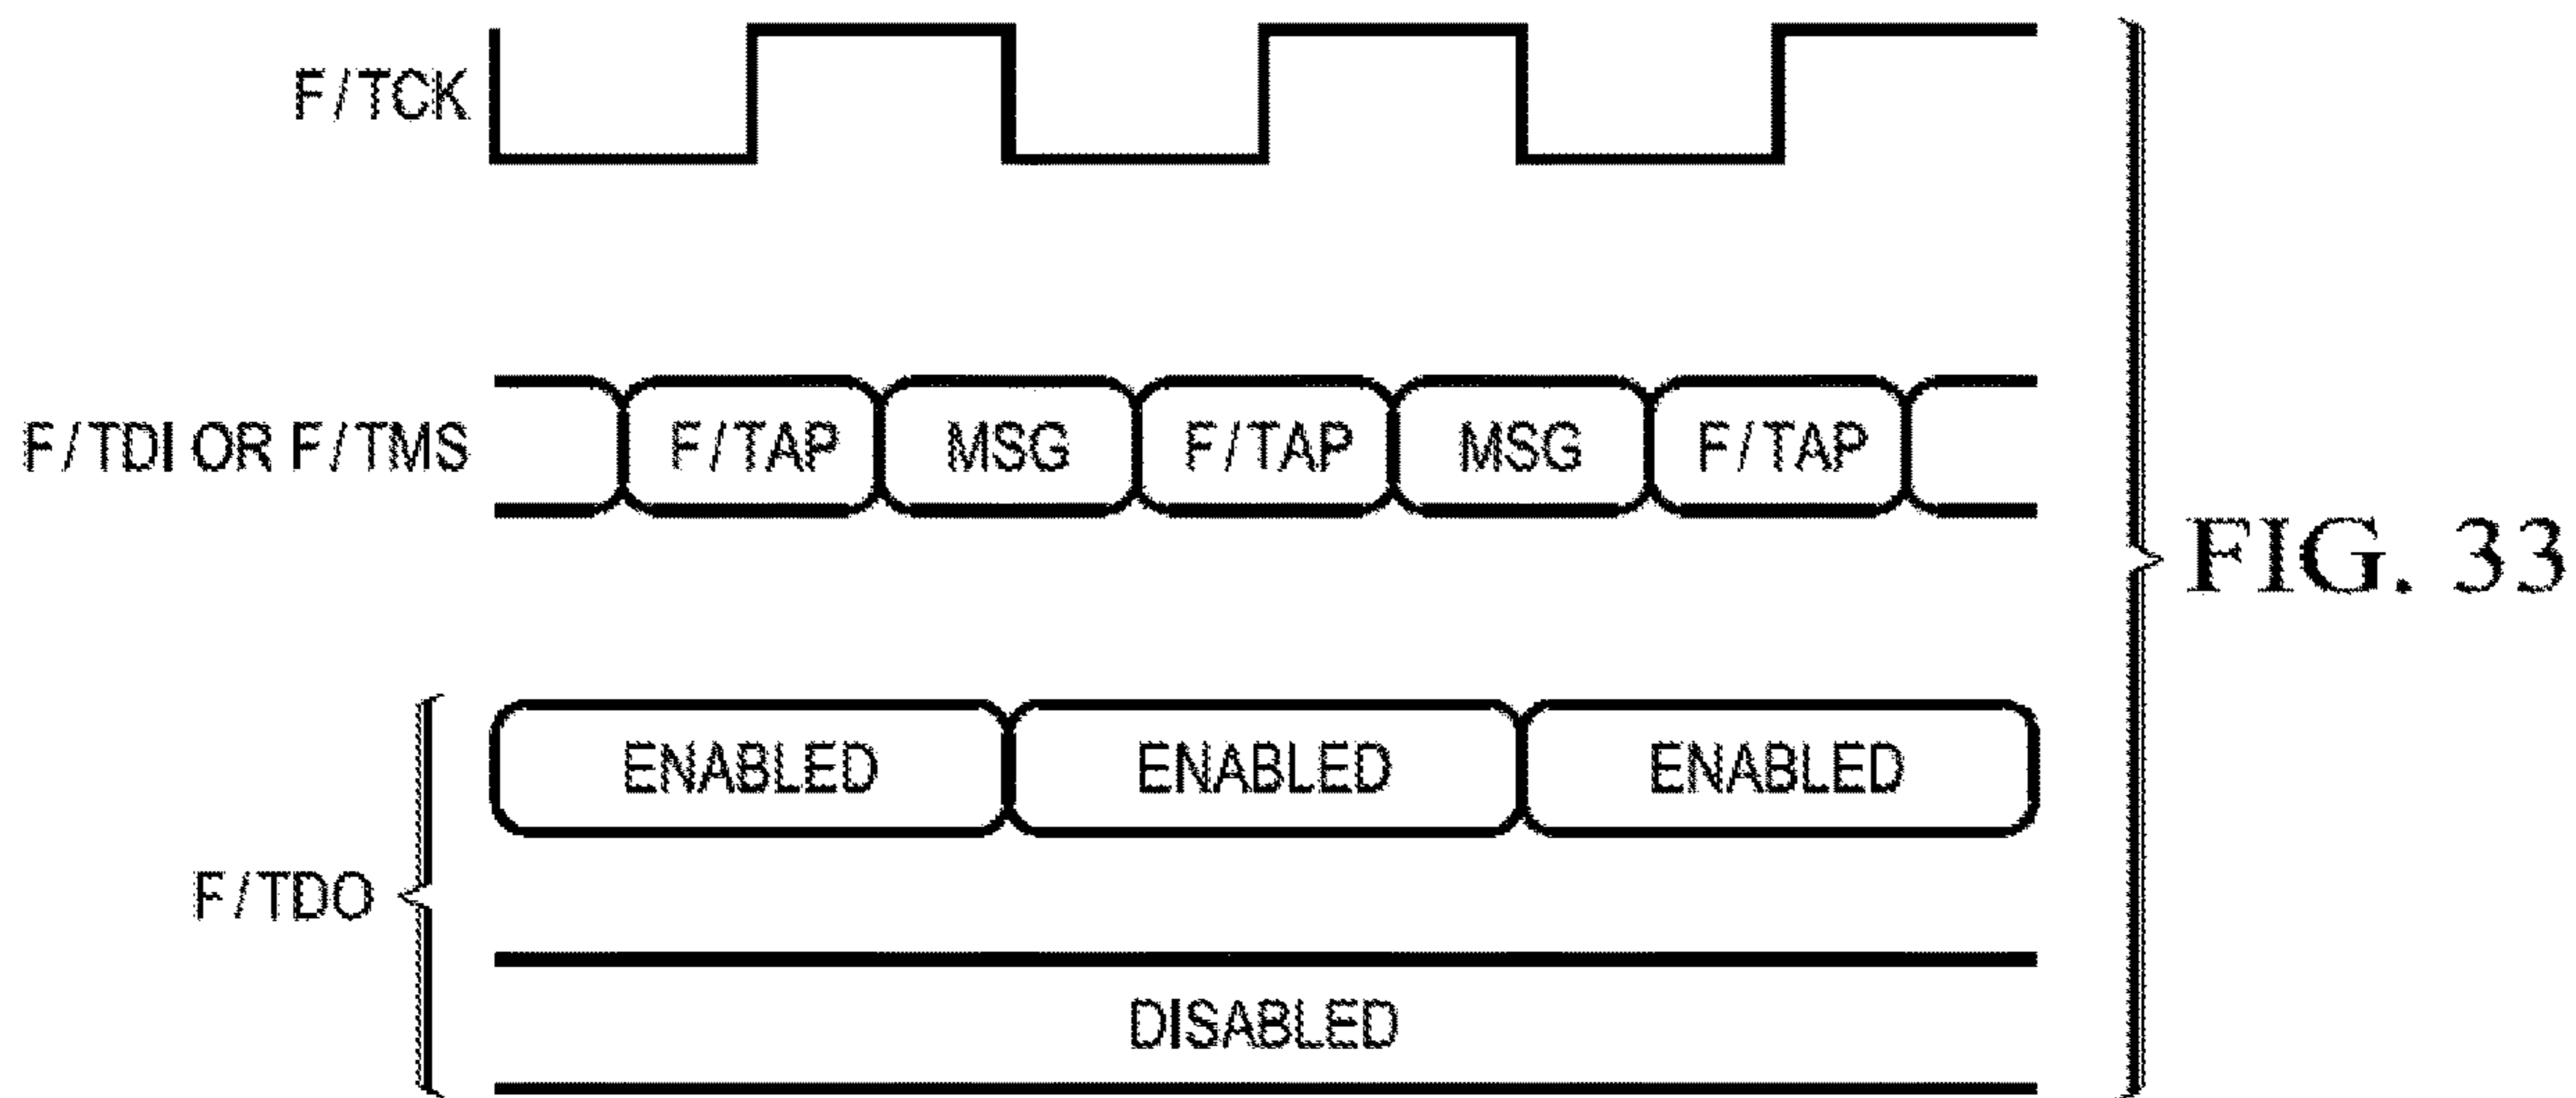 F/TCK
F/TDI OR F/TMS
F/TAP
MSG
F/TAP
MSG
F/TAP
FIG. 33
F/TDO
ENABLED
ENABLED
ENABLED
DISABLED